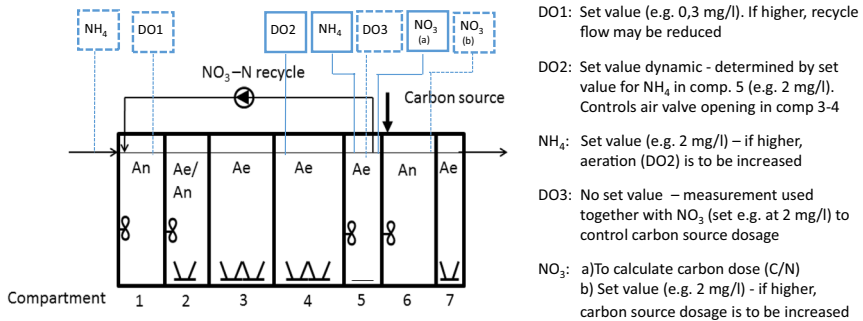 NH₄ DO1 DO2 NH₄ DO3 NO₃ (a) NO₃ (b)
NO₃–N recycle
Carbon source
An Ae/ An Ae Ae Ae An Ae
Compartment 1 2 3 4 5 6 7
DO1: Set value (e.g. 0,3 mg/l). If higher, recycle
flow may be reduced
DO2: Set value dynamic - determined by set
value for NH₄ in comp. 5 (e.g. 2 mg/l).
Controls air valve opening in comp 3-4
NH₄: Set value (e.g. 2 mg/l) – if higher,
aeration (DO2) is to be increased
DO3: No set value – measurement used
together with NO₃ (set e.g. at 2 mg/l) to
control carbon source dosage
NO₃: a)To calculate carbon dose (C/N)
b) Set value (e.g. 2 mg/l) - if higher,
carbon source dosage is to be increased